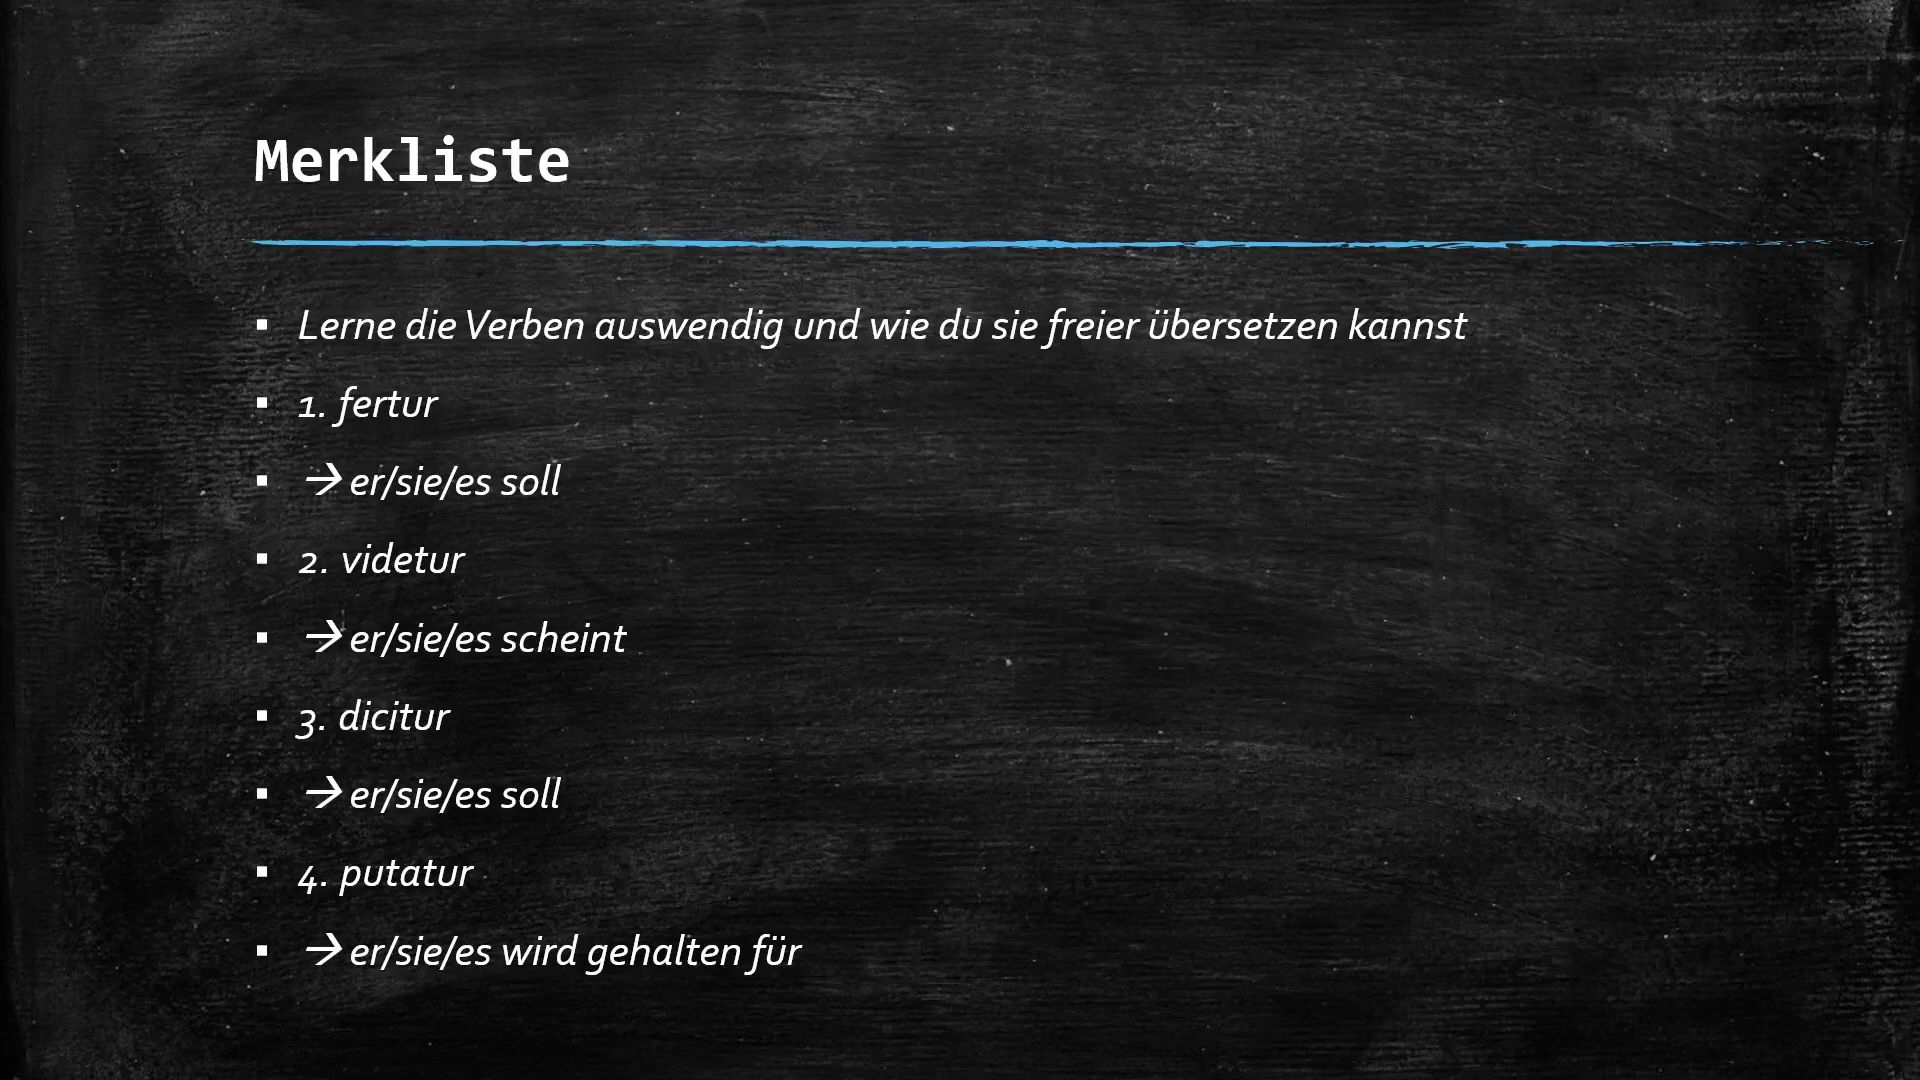 Merkliste
▪ Lerne die Verben auswendig und wie du sie freier übersetzen kannst
▪ 1. fertur
▪ → er/sie/es soll
▪ 2. videtur
▪ → er/sie/es scheint
▪ 3. dicitur
▪ → er/sie/es soll
▪ 4. putatur
▪ → er/sie/es wird gehalten für